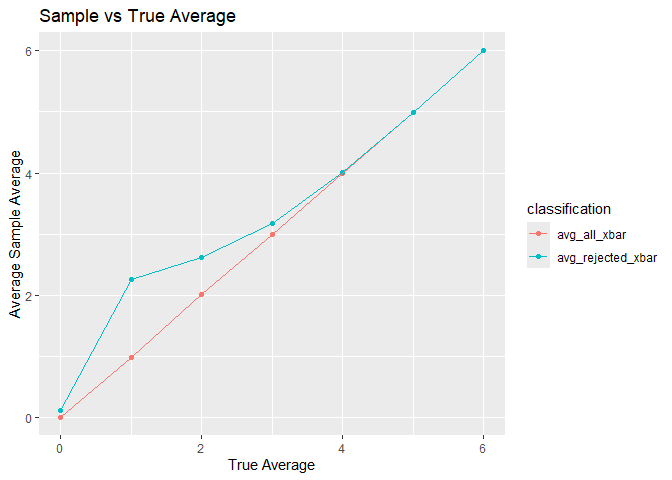 Sample vs True Average
Average Sample Average
6
4
2
0
0 2 4 6
True Average
classification
avg_all_xbar
avg_rejected_xbar